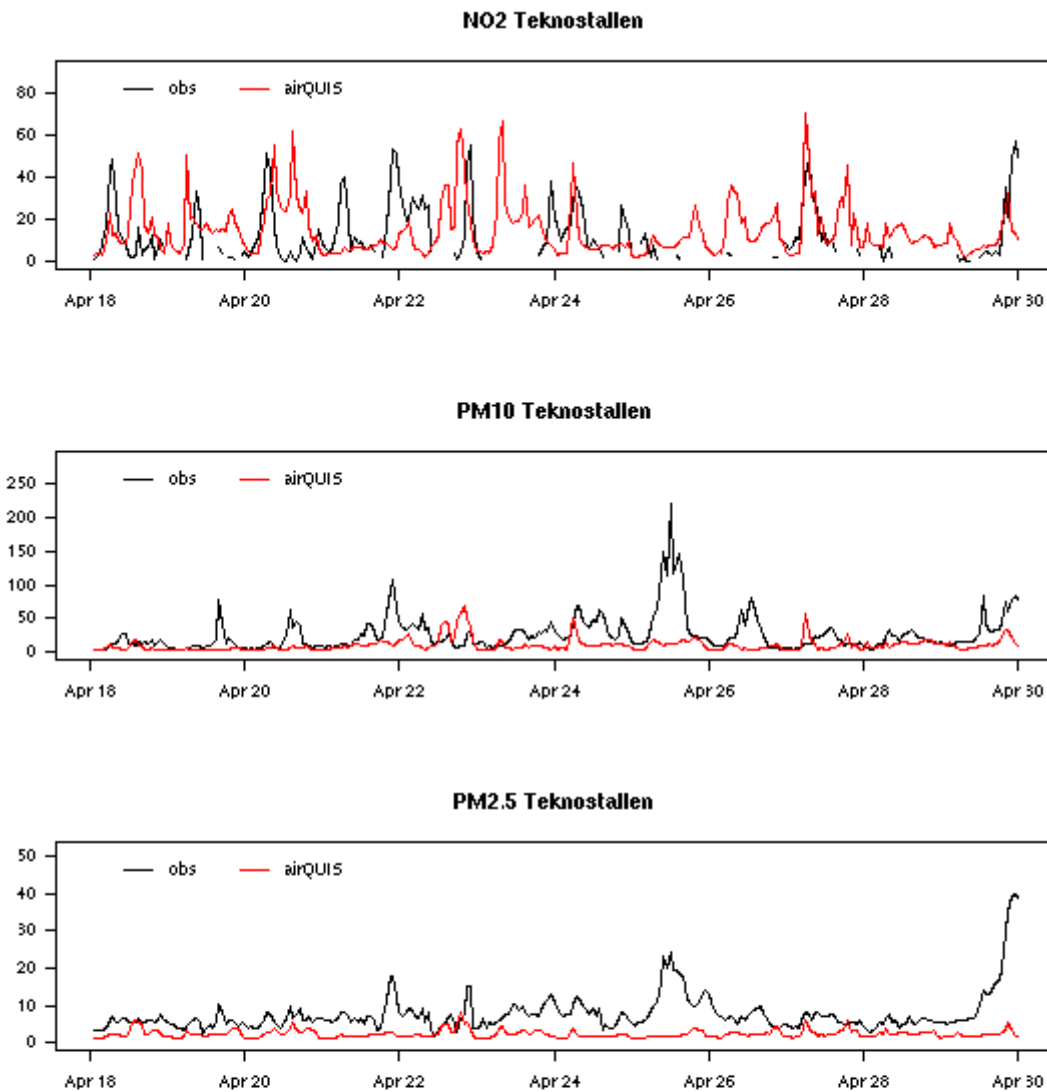 NO2 Teknostallen
obs airQUIS
80
60
40
20
0
Apr 18 Apr 20 Apr 22 Apr 24 Apr 26 Apr 28 Apr 30
PM10 Teknostallen
obs airQUIS
250
200
150
100
50
0
Apr 18 Apr 20 Apr 22 Apr 24 Apr 26 Apr 28 Apr 30
PM2.5 Teknostallen
50
obs airQUIS
40
30
20
10
0
Apr 18 Apr 20 Apr 22 Apr 24 Apr 26 Apr 28 Apr 30